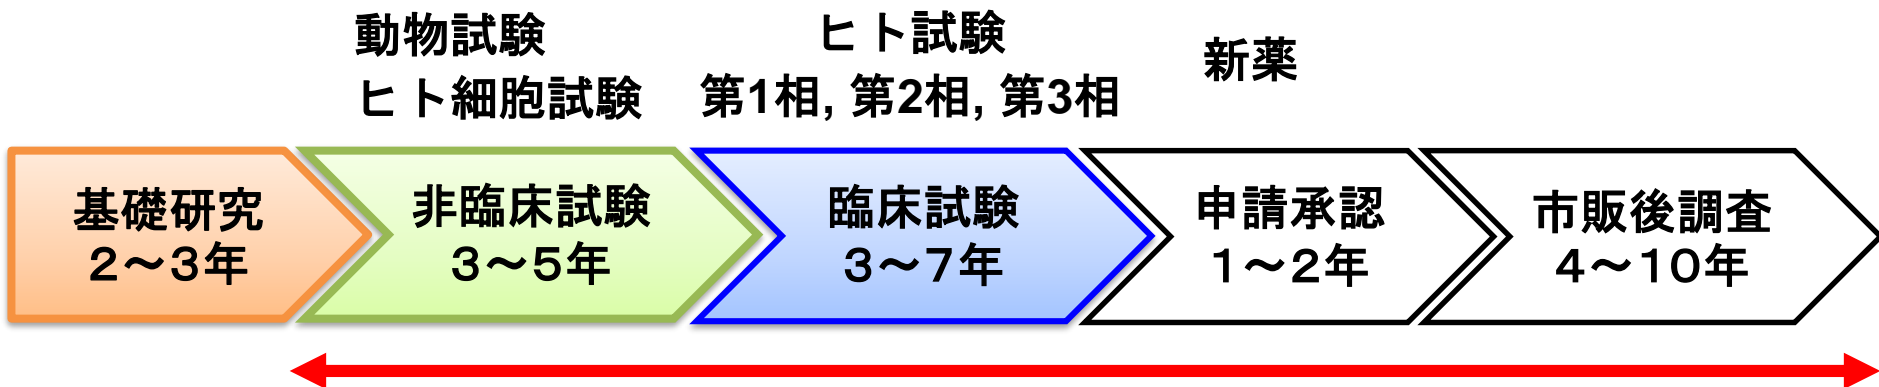 動物試験
ヒト細胞試験
ヒト試験
第1相, 第2相, 第3相
新薬
基礎研究
２～３年
非臨床試験
３～５年
臨床試験
３～７年
申請承認
１～２年
市販後調査
４～１０年